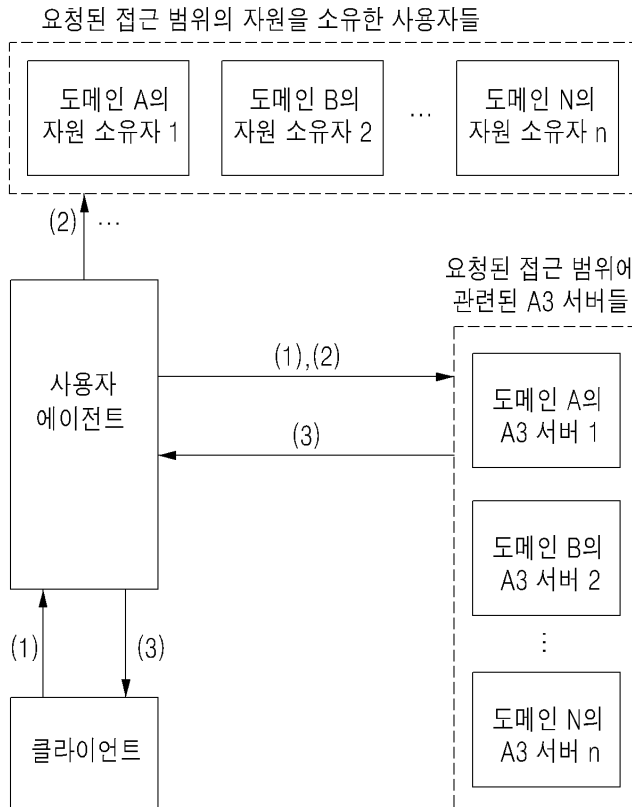 요청된 접근 범위의 자원을 소유한 사용자들
도메인 A의
자원 소유자 1
도메인 B의
자원 소유자 2
...
도메인 N의
자원 소유자 n
(2) ...
요청된 접근 범위에
관련된 A3 서버들
사용자
에이전트
(1),(2)
(3)
도메인 A의
A3 서버 1
도메인 B의
A3 서버 2
⋮
도메인 N의
A3 서버 n
(1)
(3)
클라이언트